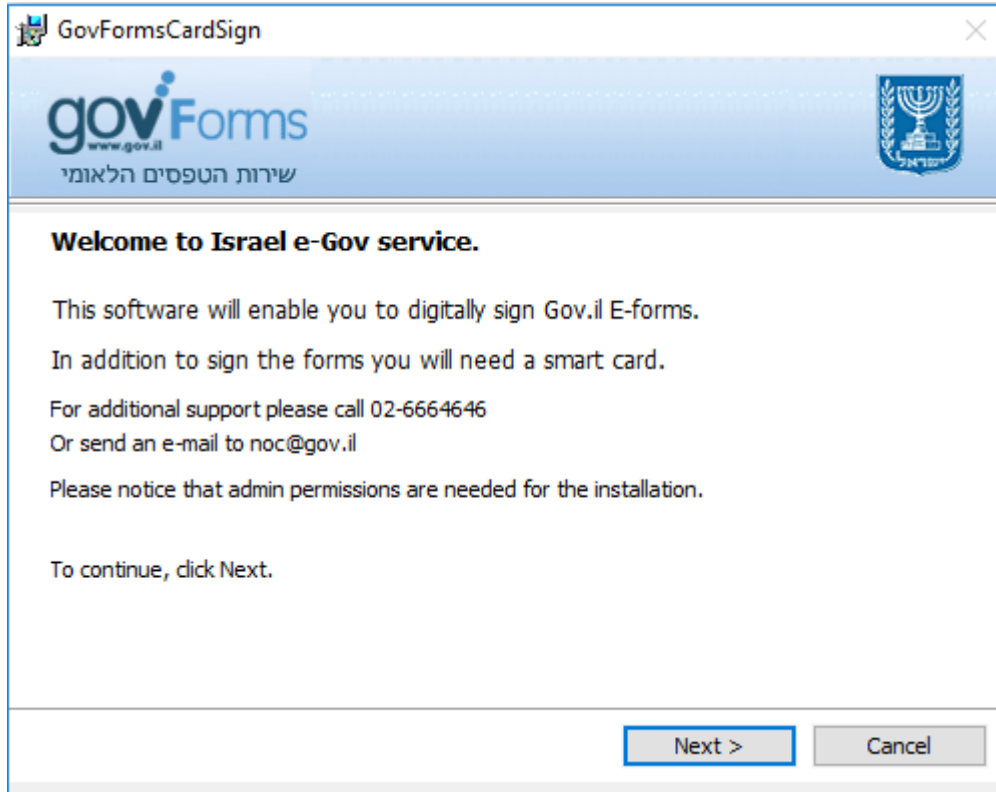 GovFormsCardSign
govForms
www.gov.il
שירות הטפסים הלאומי
ישראל
Welcome to Israel e-Gov service.
This software will enable you to digitally sign Gov.il E-forms.
In addition to sign the forms you will need a smart card.
For additional support please call 02-6664646
Or send an e-mail to noc@gov.il
Please notice that admin permissions are needed for the installation.
To continue, click Next.
Next >
Cancel